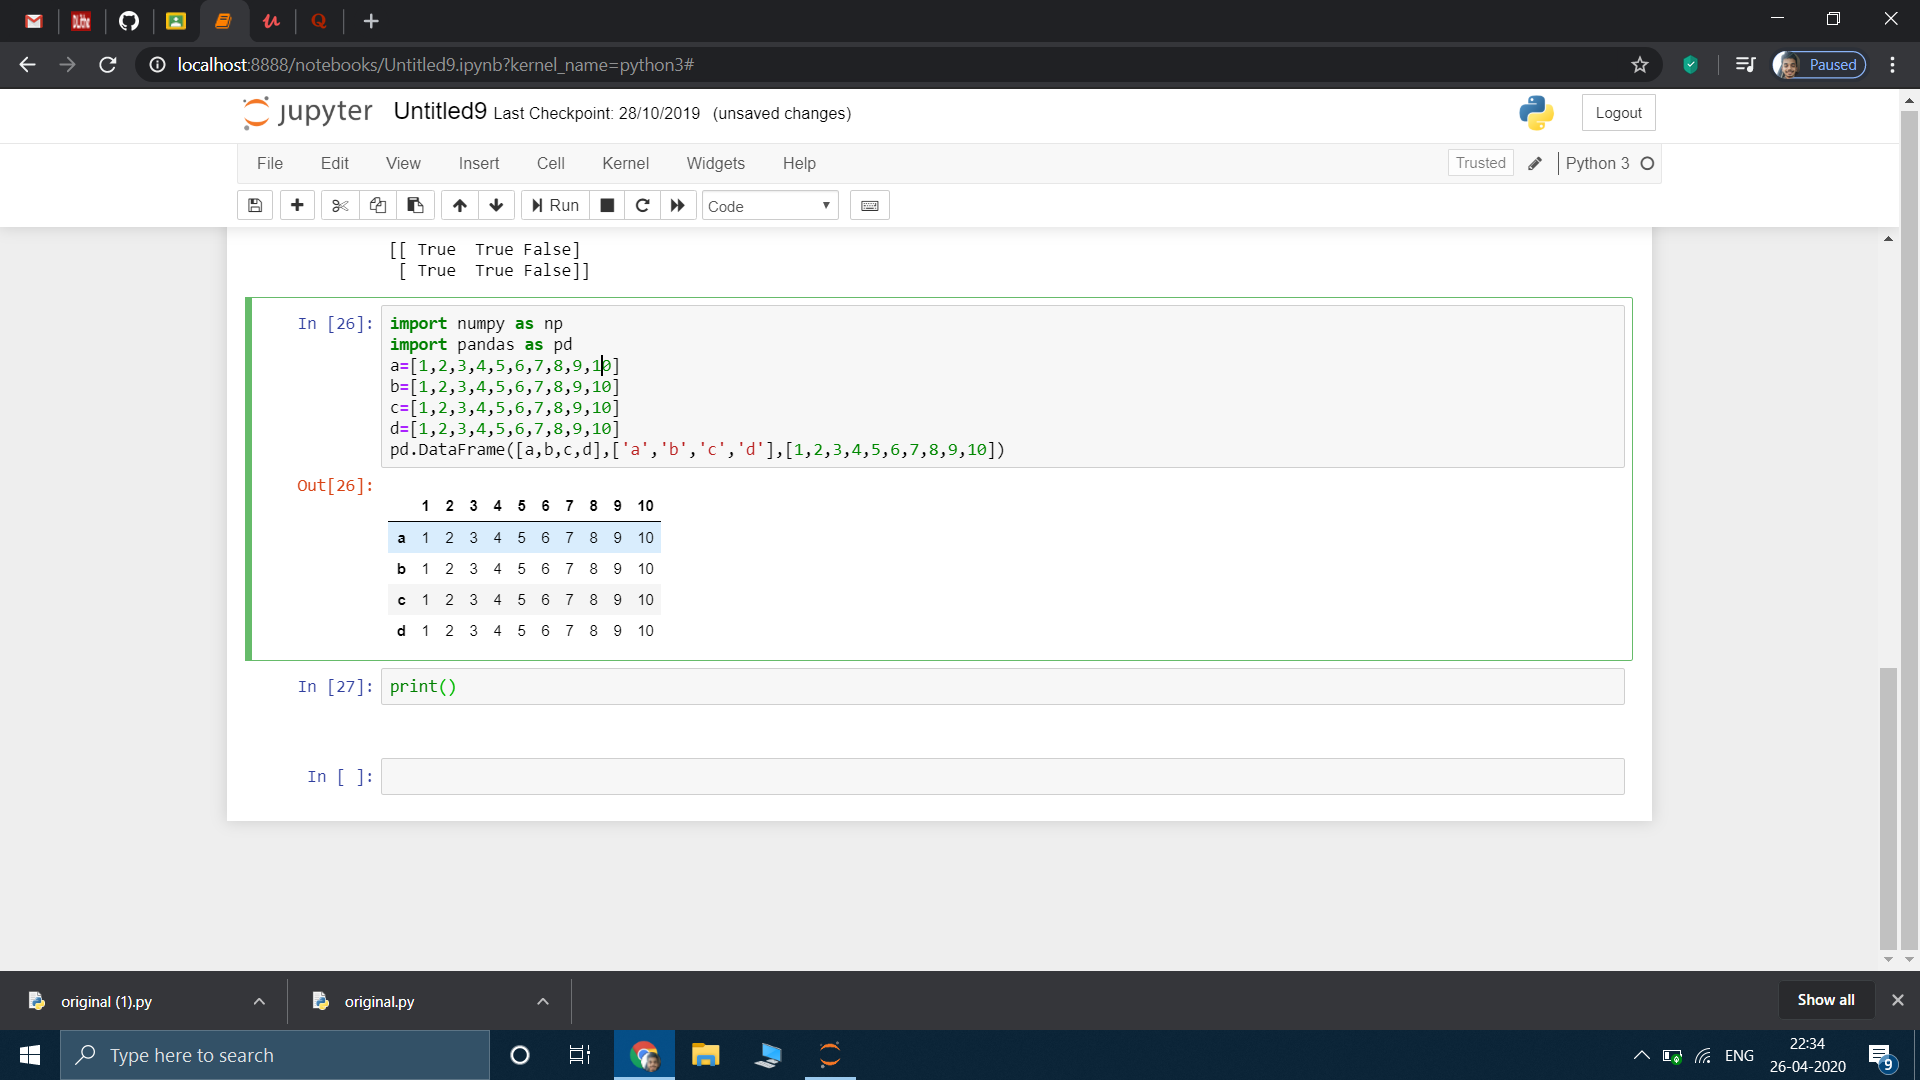 localhost:8888/notebooks/Untitled9.ipynb?kernel_name=python3#
Paused
jupyter Untitled9 Last Checkpoint: 28/10/2019 (unsaved changes)
Logout
File Edit View Insert Cell Kernel Widgets Help
Trusted Python 3
Run Code
[[ True  True False]
 [ True  True False]]
In [26]:
import numpy as np
import pandas as pd
a=[1,2,3,4,5,6,7,8,9,10]
b=[1,2,3,4,5,6,7,8,9,10]
c=[1,2,3,4,5,6,7,8,9,10]
d=[1,2,3,4,5,6,7,8,9,10]
pd.DataFrame([a,b,c,d],['a','b','c','d'],[1,2,3,4,5,6,7,8,9,10])
Out[26]:
1 2 3 4 5 6 7 8 9 10
a 1 2 3 4 5 6 7 8 9 10
b 1 2 3 4 5 6 7 8 9 10
c 1 2 3 4 5 6 7 8 9 10
d 1 2 3 4 5 6 7 8 9 10
In [27]: print()
In [ ]:
original (1).py
original.py
Show all
Type here to search
ENG
22:34
26-04-2020
9